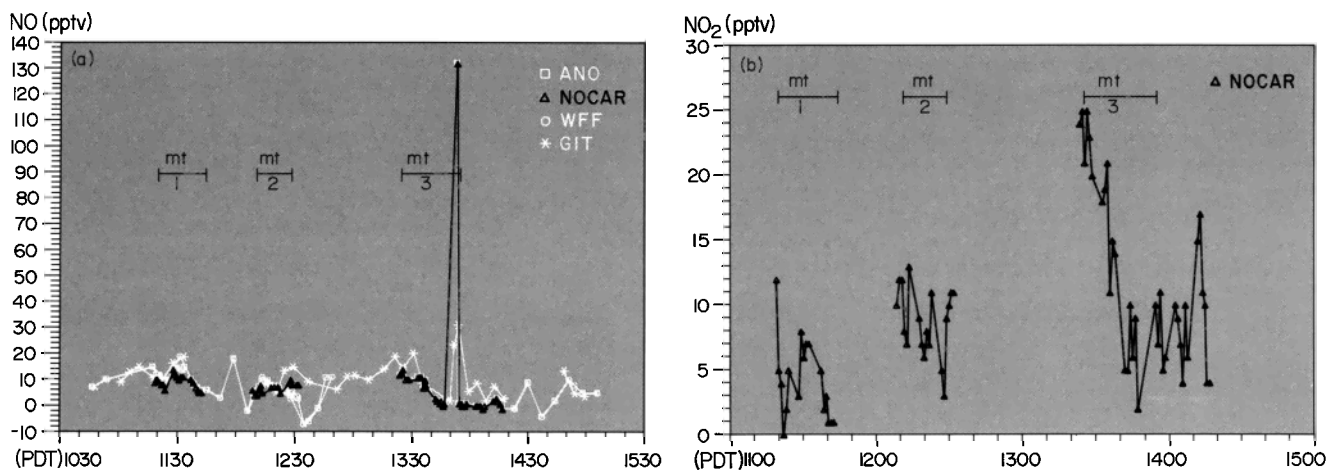 NO (pptv)
140
130
120
110
100
90
80
70
60
50
40
30
20
10
0
-10
(a)
ANO
NOCAR
WFF
GIT
mt
1
mt
2
mt
3
(PDT) 1030
1130
1230
1330
1430
1530
NO2 (pptv)
30
25
20
15
10
5
0
(b)
mt
1
mt
2
mt
3
NOCAR
(PDT) 1100
1200
1300
1400
1500